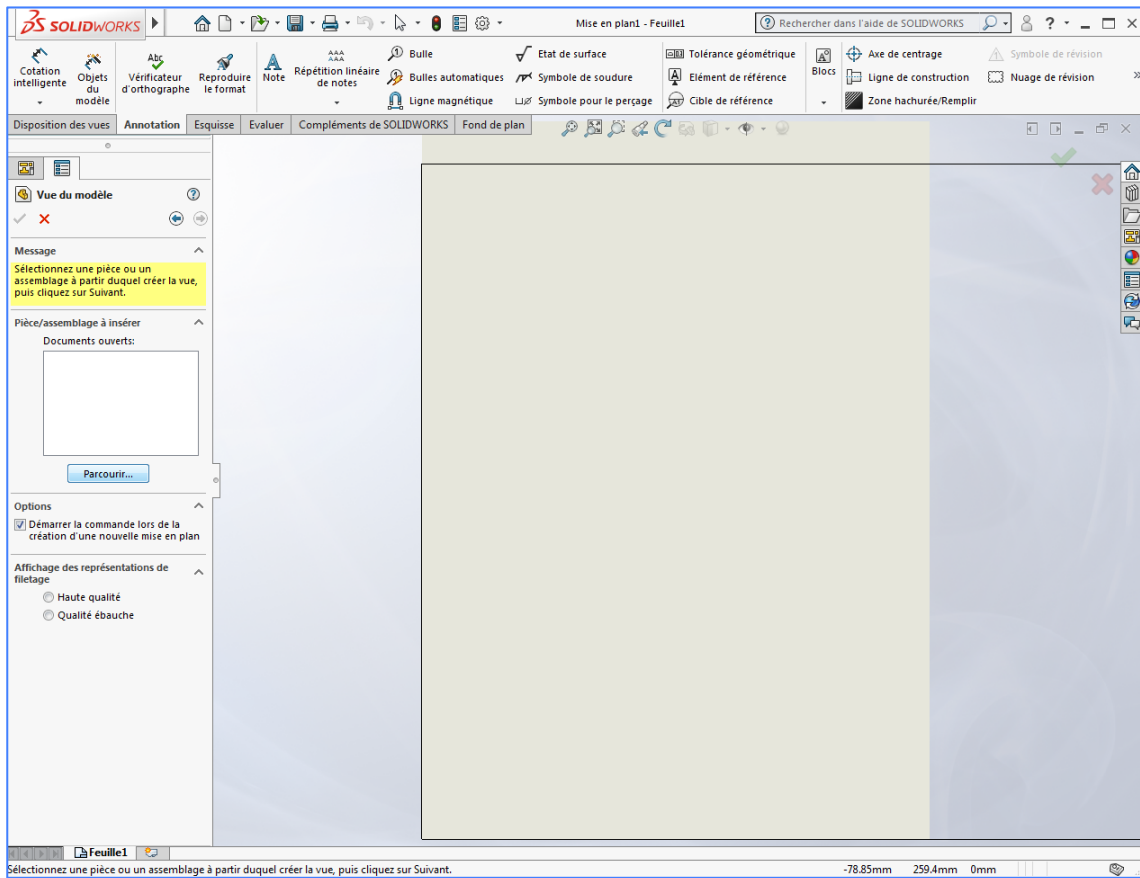 SOLIDWORKS
Mise en plan1 - Feuille1
Rechercher dans l'aide de SOLIDWORKS
?
Cotation
intelligente
Objets
du
modèle
Abc
Vérificateur
d'orthographe
Reproduire
le format
A
Note
AAA
AAA
Répétition linéaire
de notes
Bulle
Bulles automatiques
Ligne magnétique
Etat de surface
Symbole de soudure
Symbole pour le perçage
Tolérance géométrique
Elément de référence
Cible de référence
Blocs
Axe de centrage
Ligne de construction
Zone hachurée/Remplir
Symbole de révision
Nuage de révision
Disposition des vues
Annotation
Esquisse
Evaluer
Compléments de SOLIDWORKS
Fond de plan
Vue du modèle
Message
Sélectionnez une pièce ou un
assemblage à partir duquel créer la vue,
puis cliquez sur Suivant.
Pièce/assemblage à insérer
Documents ouverts:
Parcourir...
Options
Démarrer la commande lors de la
création d'une nouvelle mise en plan
Affichage des représentations de
filetage
Haute qualité
Qualité ébauche
Feuille1
Sélectionnez une pièce ou un assemblage à partir duquel créer la vue, puis cliquez sur Suivant.
-78.85mm 259.4mm 0mm